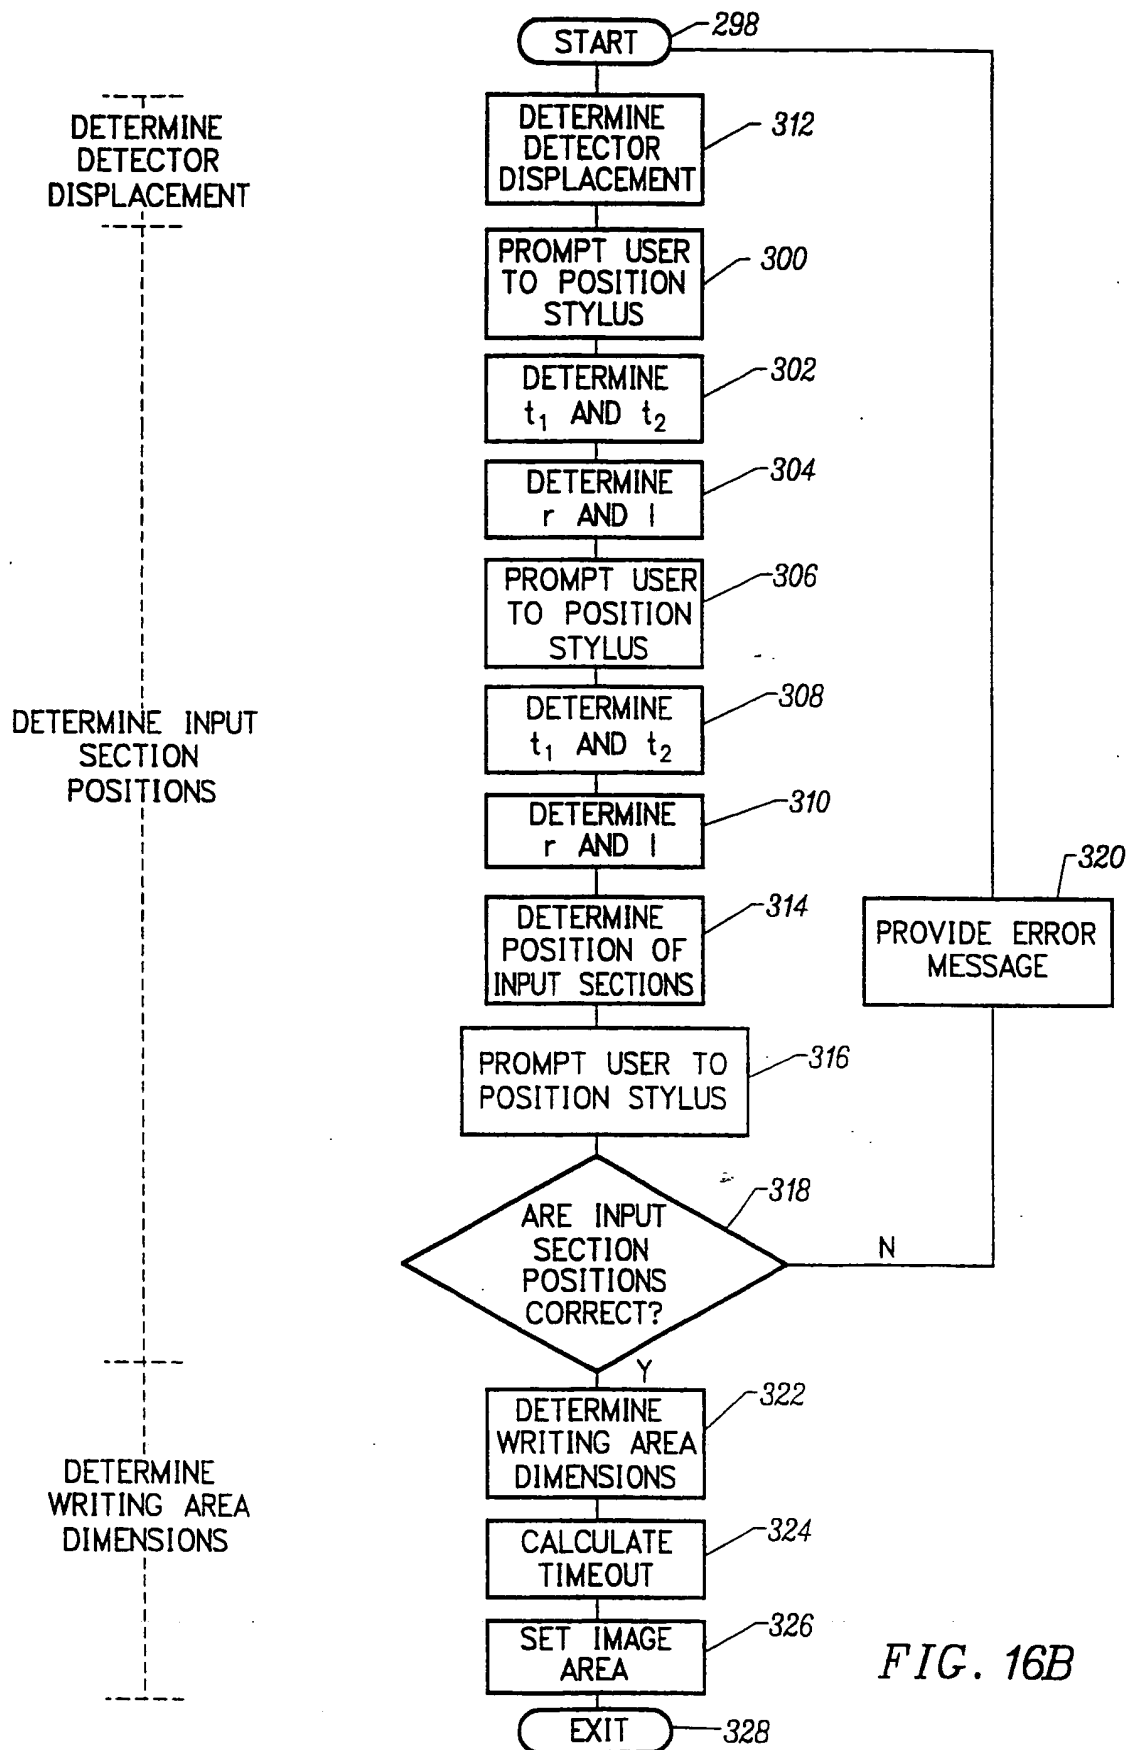 START
298
DETERMINE
DETECTOR
DISPLACEMENT
DETERMINE
DETECTOR
DISPLACEMENT
312
PROMPT USER
TO POSITION
STYLUS
300
DETERMINE
t₁ AND t₂
302
DETERMINE
r AND l
304
PROMPT USER
TO POSITION
STYLUS
306
DETERMINE INPUT
SECTION
POSITIONS
DETERMINE
t₁ AND t₂
308
DETERMINE
r AND l
310
DETERMINE
POSITION OF
INPUT SECTIONS
314
PROVIDE ERROR
MESSAGE
320
PROMPT USER TO
POSITION STYLUS
316
ARE INPUT
SECTION
POSITIONS
CORRECT?
318
N
Y
DETERMINE
WRITING AREA
DIMENSIONS
322
DETERMINE
WRITING AREA
DIMENSIONS
CALCULATE
TIMEOUT
324
SET IMAGE
AREA
326
EXIT
328
FIG. 16B